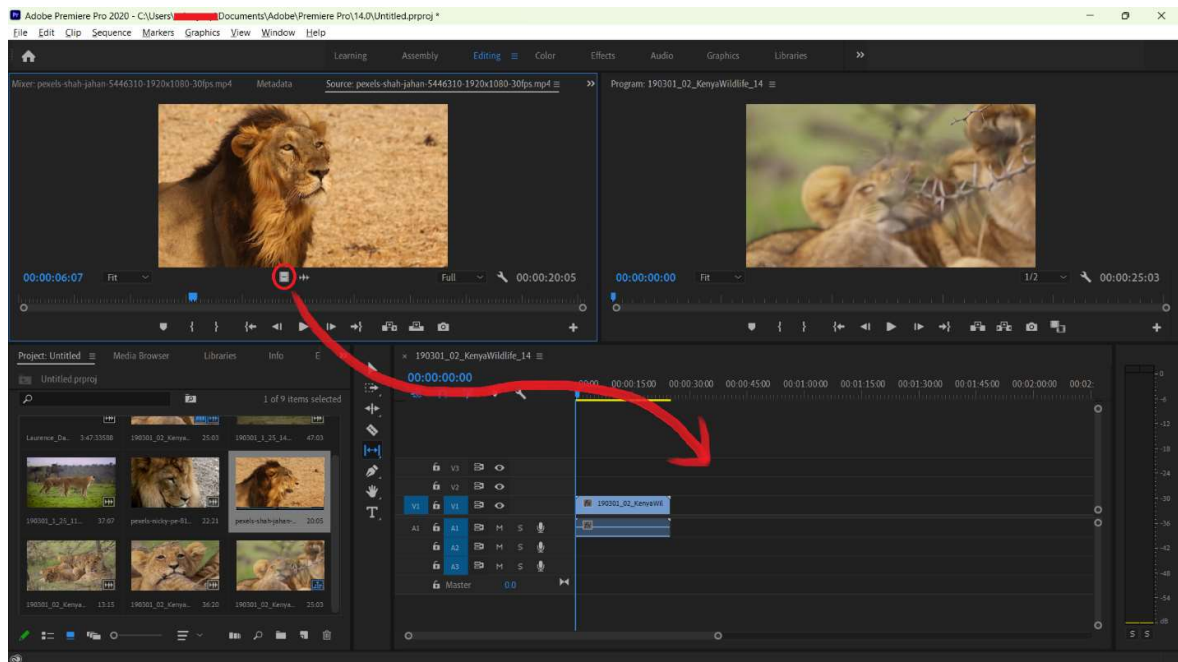 Pr Adobe Premiere Pro 2020 - C:\Users\ Documents\Adobe\Premiere Pro\14.0\Untitled.prproj *
File Edit Clip Sequence Markers Graphics View Window Help
Learning Assembly Editing Color Effects Audio Graphics Libraries
Mixer: pexels-shah-jahan-5446310-1920x1080-30fps.mp4 Metadata Source: pexels-shah-jahan-5446310-1920x1080-30fps.mp4 Program: 190301_02_KenyaWildlife_14
00:00:06:07 Fit Full 00:00:20:05 00:00:00:00 Fit 1/2 00:00:25:03
Project: Untitled Media Browser Libraries Info E
Untitled.prproj
1 of 9 items selected
Laurence_Da... 3:47:33588 190301_02_Kenya... 25:03 190301_1_25_14... 47:03
190301_1_25_11... 37:07 pexels-nicky-pe-81... 22:21 pexels-shah-jahan-... 20:05
190301_02_Kenya... 13:15 190301_02_Kenya... 36:20 190301_02_Kenya... 25:03
× 190301_02_KenyaWildlife_14
00:00:00:00
:00:00 00:00:15:00 00:00:30:00 00:00:45:00 00:01:00:00 00:01:15:00 00:01:30:00 00:01:45:00 00:02:00:00 00:02:
V3
V2
V1 V1 190301_02_KenyaWil
A1 A1 M S
A2 M S
A3 M S
Master 0.0
T
0
-6
-12
-18
-24
-30
-36
-42
-48
-54
dB
S S